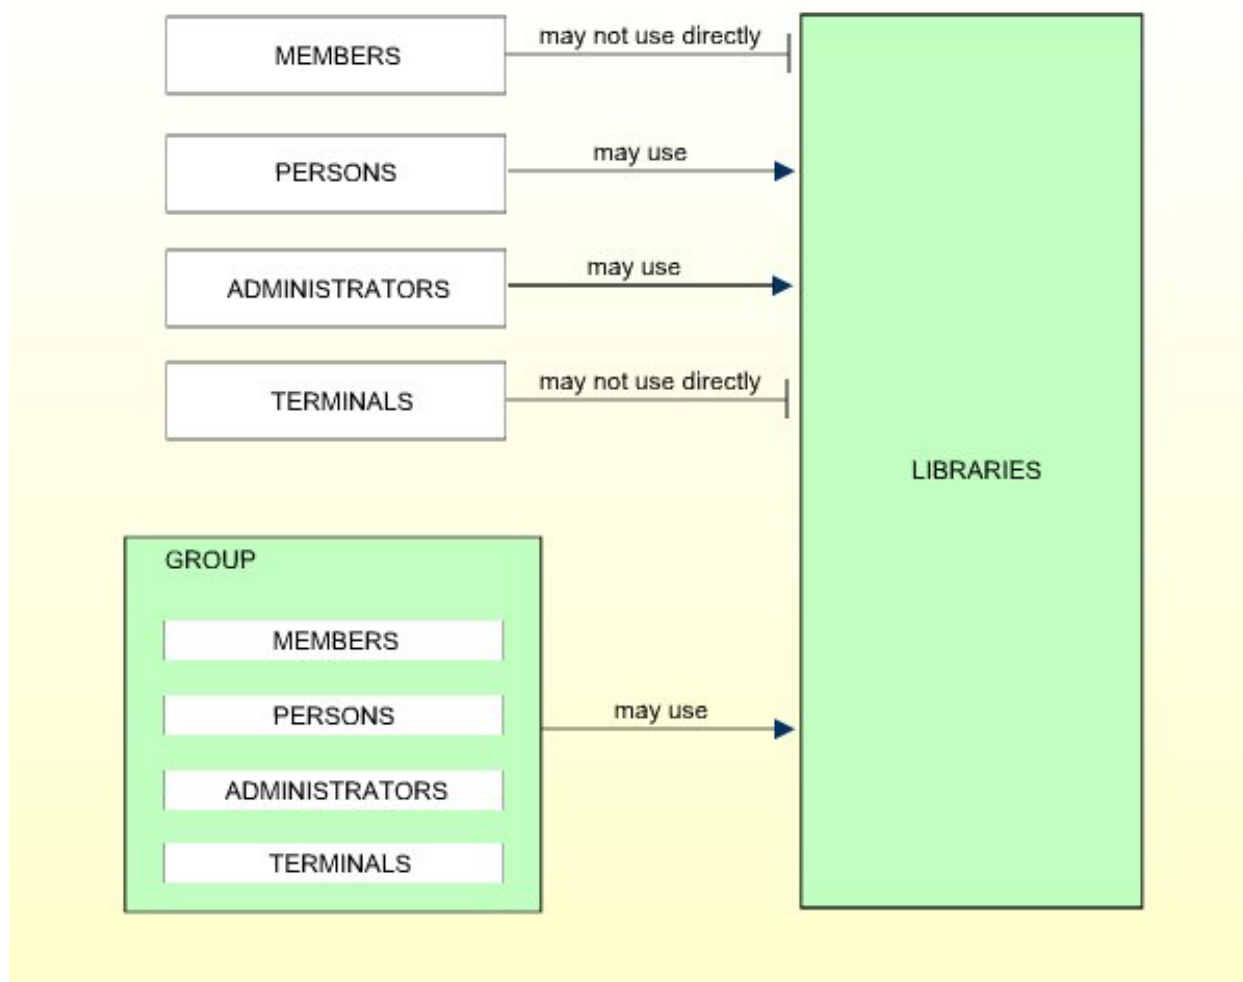 MEMBERS
may not use directly
PERSONS
may use
ADMINISTRATORS
may use
TERMINALS
may not use directly
LIBRARIES
GROUP
MEMBERS
PERSONS
ADMINISTRATORS
TERMINALS
may use